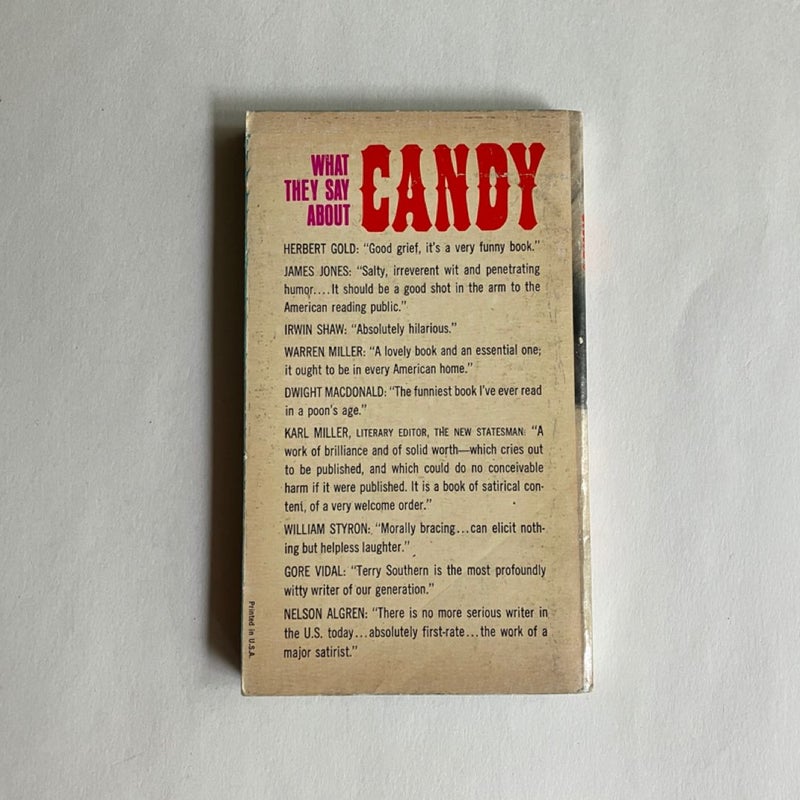 WHAT
THEY SAY
ABOUT
CANDY
HERBERT GOLD: “Good grief, it's a very funny book.”
JAMES JONES: “Salty, irreverent wit and penetrating
humor....It should be a good shot in the arm to the
American reading public.”
IRWIN SHAW: “Absolutely hilarious.”
WARREN MILLER: “A lovely book and an essential one;
it ought to be in every American home.”
DWIGHT MACDONALD: “The funniest book I've ever read
in a poon's age.”
KARL MILLER, LITERARY EDITOR, THE NEW STATESMAN: “A
work of brilliance and of solid worth—which cries out
to be published, and which could do no conceivable
harm if it were published. It is a book of satirical con-
tent, of a very welcome order.”
WILLIAM STYRON: “Morally bracing...can elicit noth-
ing but helpless laughter.”
GORE VIDAL: “Terry Southern is the most profoundly
witty writer of our generation.”
NELSON ALGREN: “There is no more serious writer in
the U.S. today...absolutely first-rate...the work of a
major satirist.”
Printed in U.S.A.